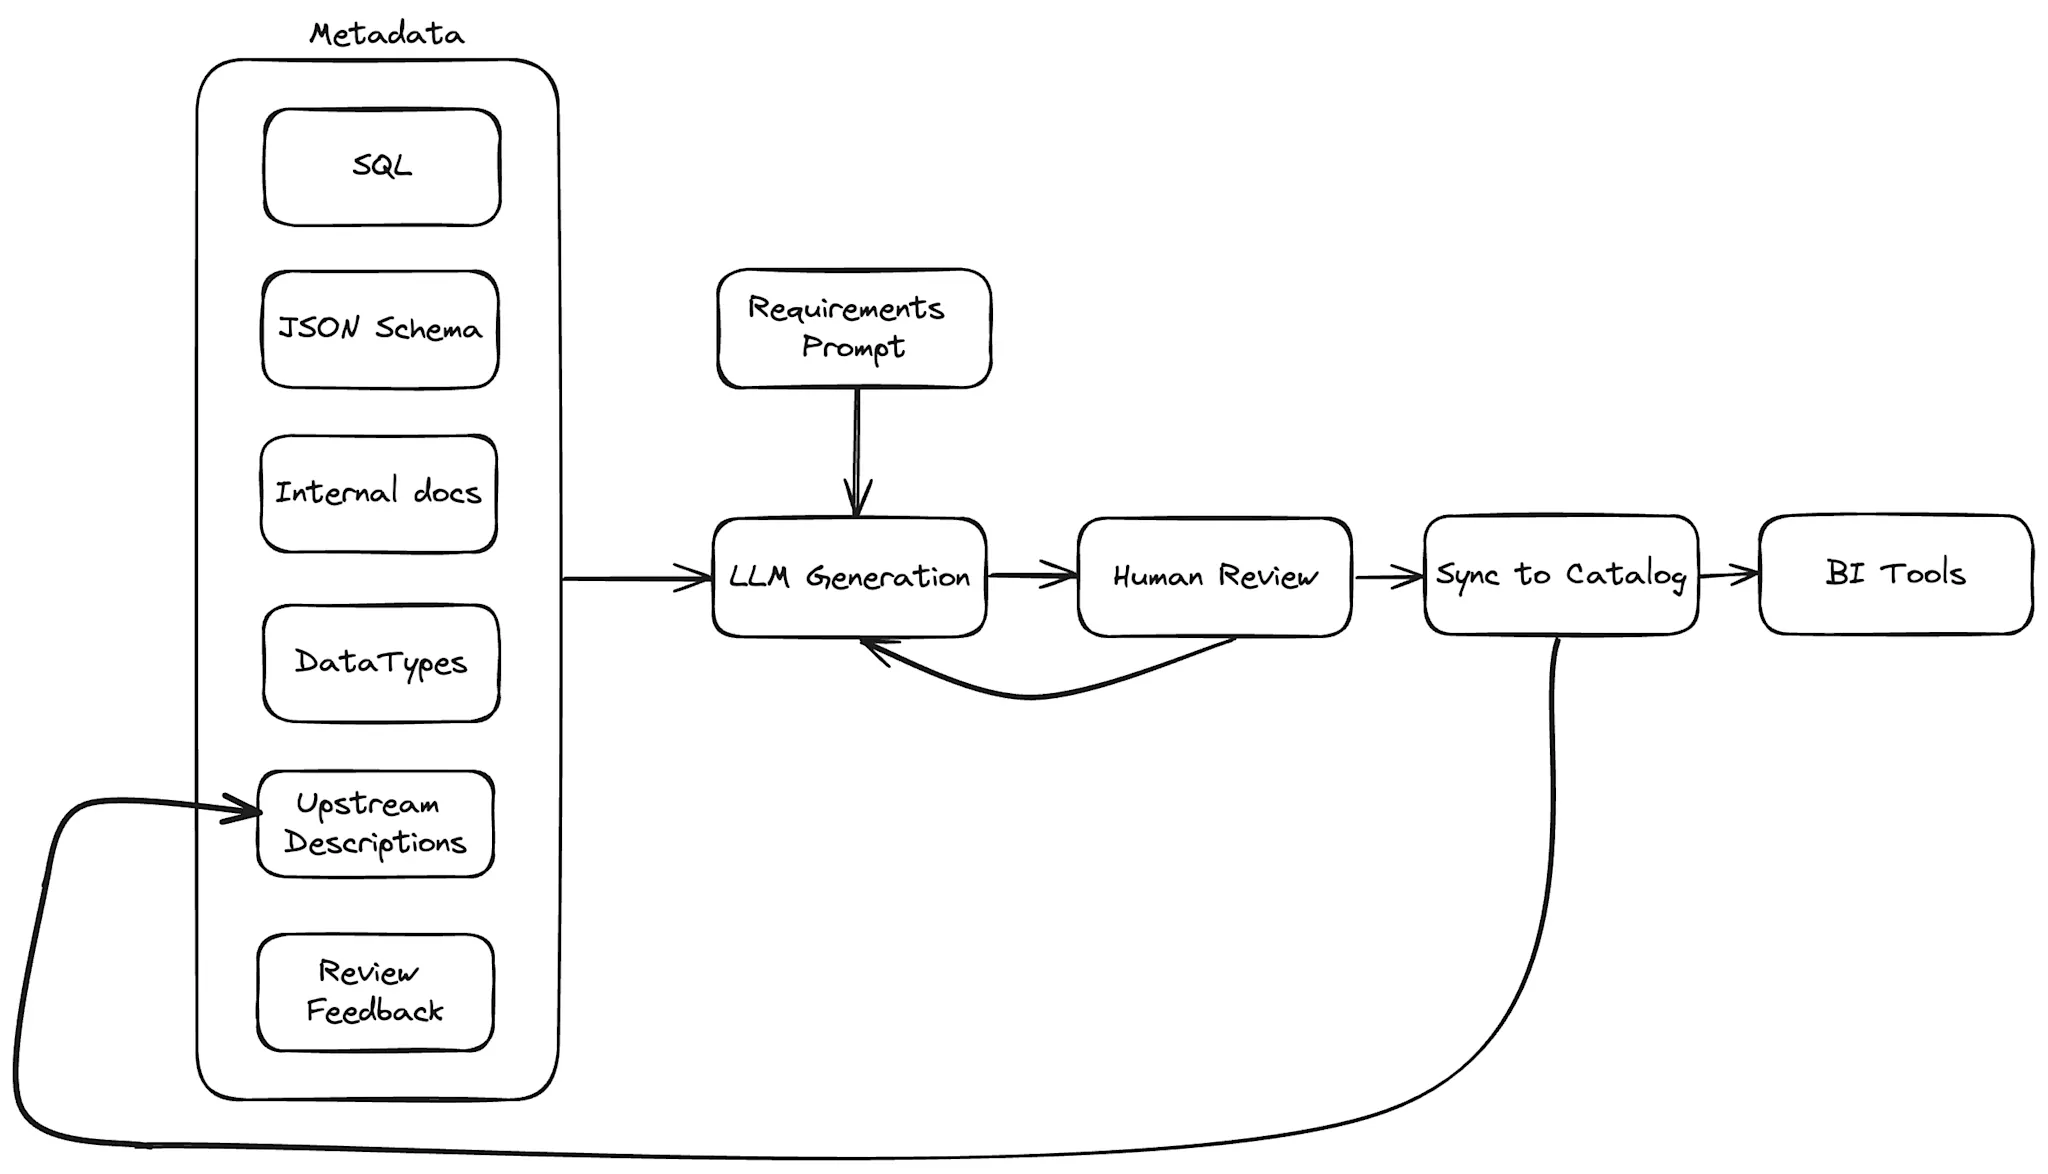 Metadata
SQL
JSON Schema
Internal docs
DataTypes
Upstream
Descriptions
Review
Feedback
Requirements
Prompt
LLM Generation
Human Review
Sync to Catalog
BI Tools